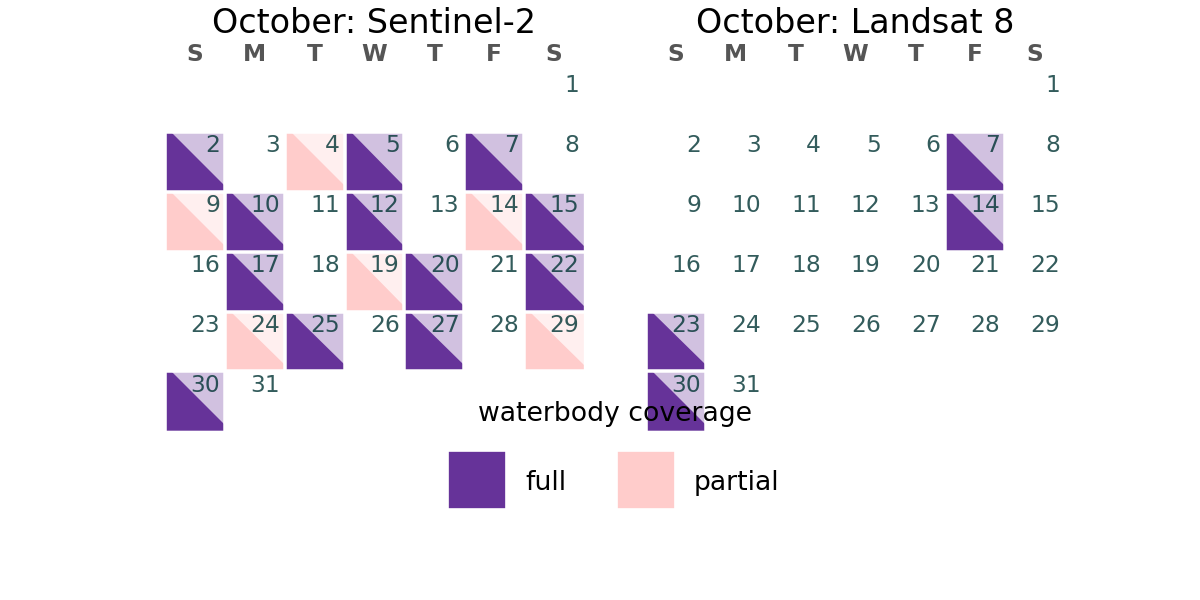 October: Sentinel-2
S M T W T F S
1
2 3 4 5 6 7 8
9 10 11 12 13 14 15
16 17 18 19 20 21 22
23 24 25 26 27 28 29
30 31
October: Landsat 8
S M T W T F S
1
2 3 4 5 6 7 8
9 10 11 12 13 14 15
16 17 18 19 20 21 22
23 24 25 26 27 28 29
30 31
waterbody coverage
full partial